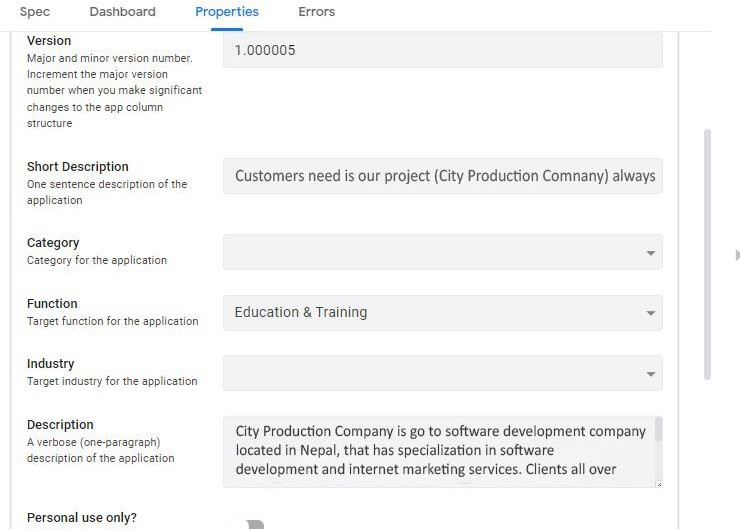 Spec Dashboard Properties Errors
Version
Major and minor version number.
Increment the major version
number when you make significant
changes to the app column
structure
1.000005
Short Description
One sentence description of the
application
Customers need is our project (City Production Comnany) always
Category
Category for the application
Function
Target function for the application
Education & Training
Industry
Target industry for the application
Description
A verbose (one-paragraph)
description of the application
City Production Company is go to software development company
located in Nepal, that has specialization in software
development and internet marketing services. Clients all over
Personal use only?